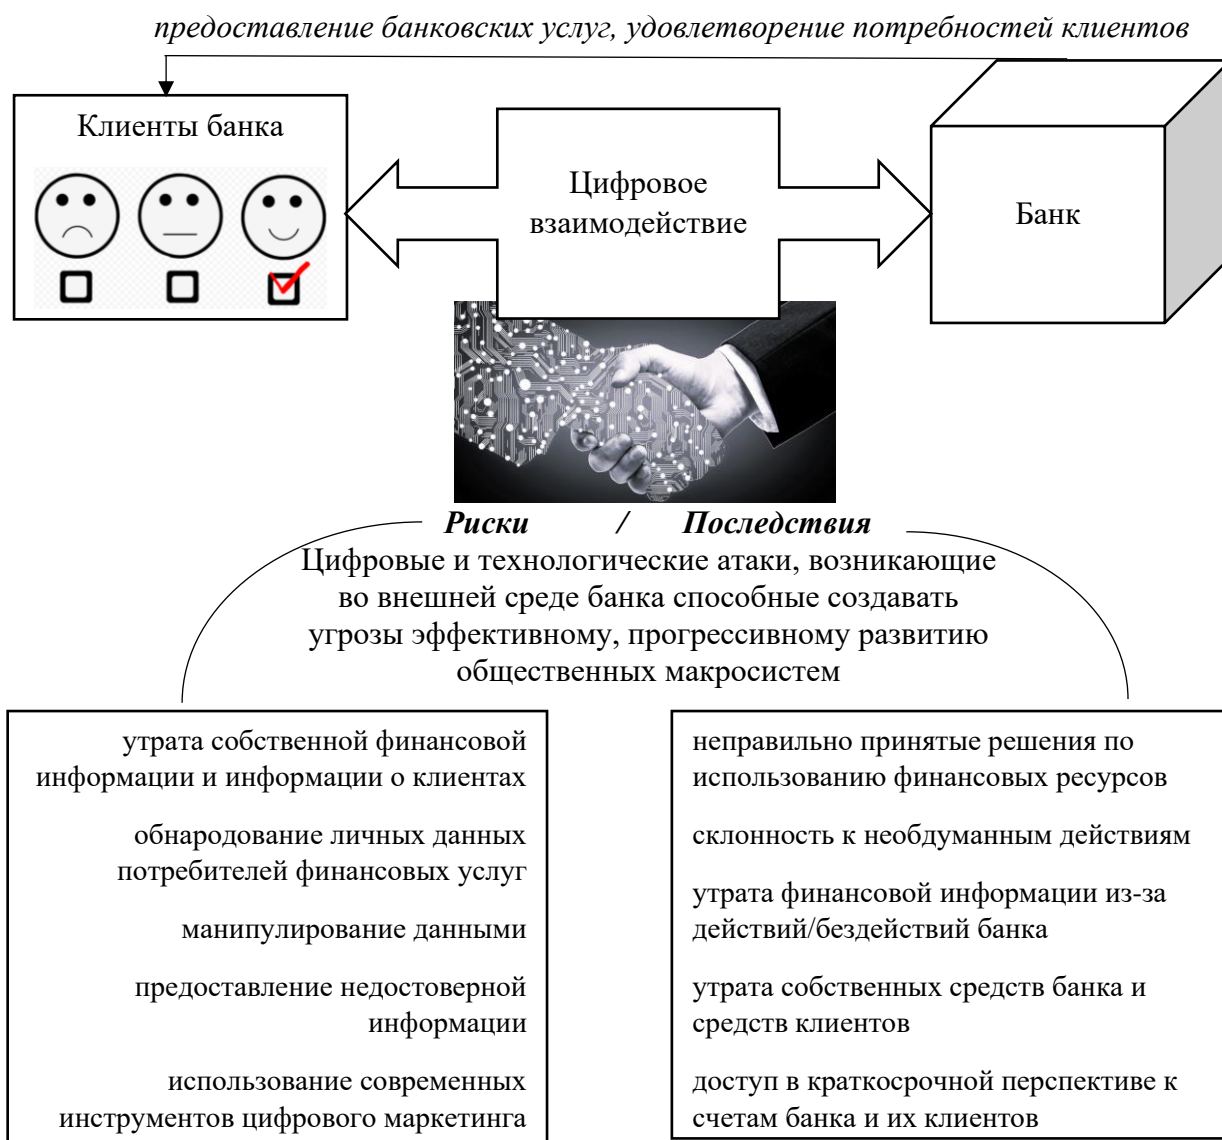 предоставление банковских услуг, удовлетворение потребностей клиентов
Клиенты банка
Цифровое
взаимодействие
Банк
Риски / Последствия
Цифровые и технологические атаки, возникающие
во внешней среде банка способные создавать
угрозы эффективному, прогрессивному развитию
общественных макросистем
утрата собственной финансовой
информации и информации о клиентах
обнародование личных данных
потребителей финансовых услуг
манипулирование данными
предоставление недостоверной
информации
использование современных
инструментов цифрового маркетинга
неправильно принятые решения по
использованию финансовых ресурсов
склонность к необдуманным действиям
утрата финансовой информации из-за
действий/бездействий банка
утрата собственных средств банка и
средств клиентов
доступ в краткосрочной перспективе к
счетам банка и их клиентов